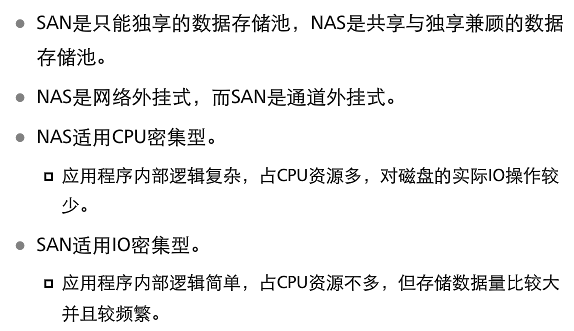 SAN是只能独享的数据存储池，NAS是共享与独享兼顾的数据
存储池。
NAS是网络外挂式，而SAN是通道外挂式。
NAS适用CPU密集型。
应用程序内部逻辑复杂，占CPU资源多，对磁盘的实际IO操作较
少。
SAN适用IO密集型。
应用程序内部逻辑简单，占CPU资源不多，但存储数据量比较大
并且较频繁。